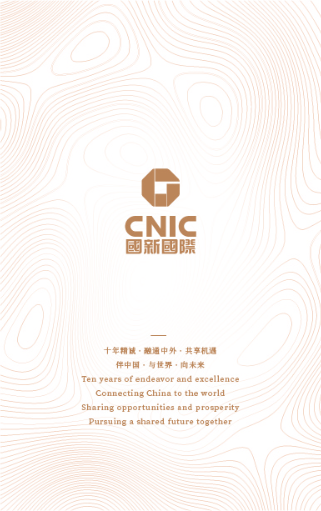 CNIC
國新國際
十年精诚·融通中外·共享机遇
伴中国·与世界·向未来
Ten years of endeavor and excellence
Connecting China to the world
Sharing opportunities and prosperity
Pursuing a shared future together